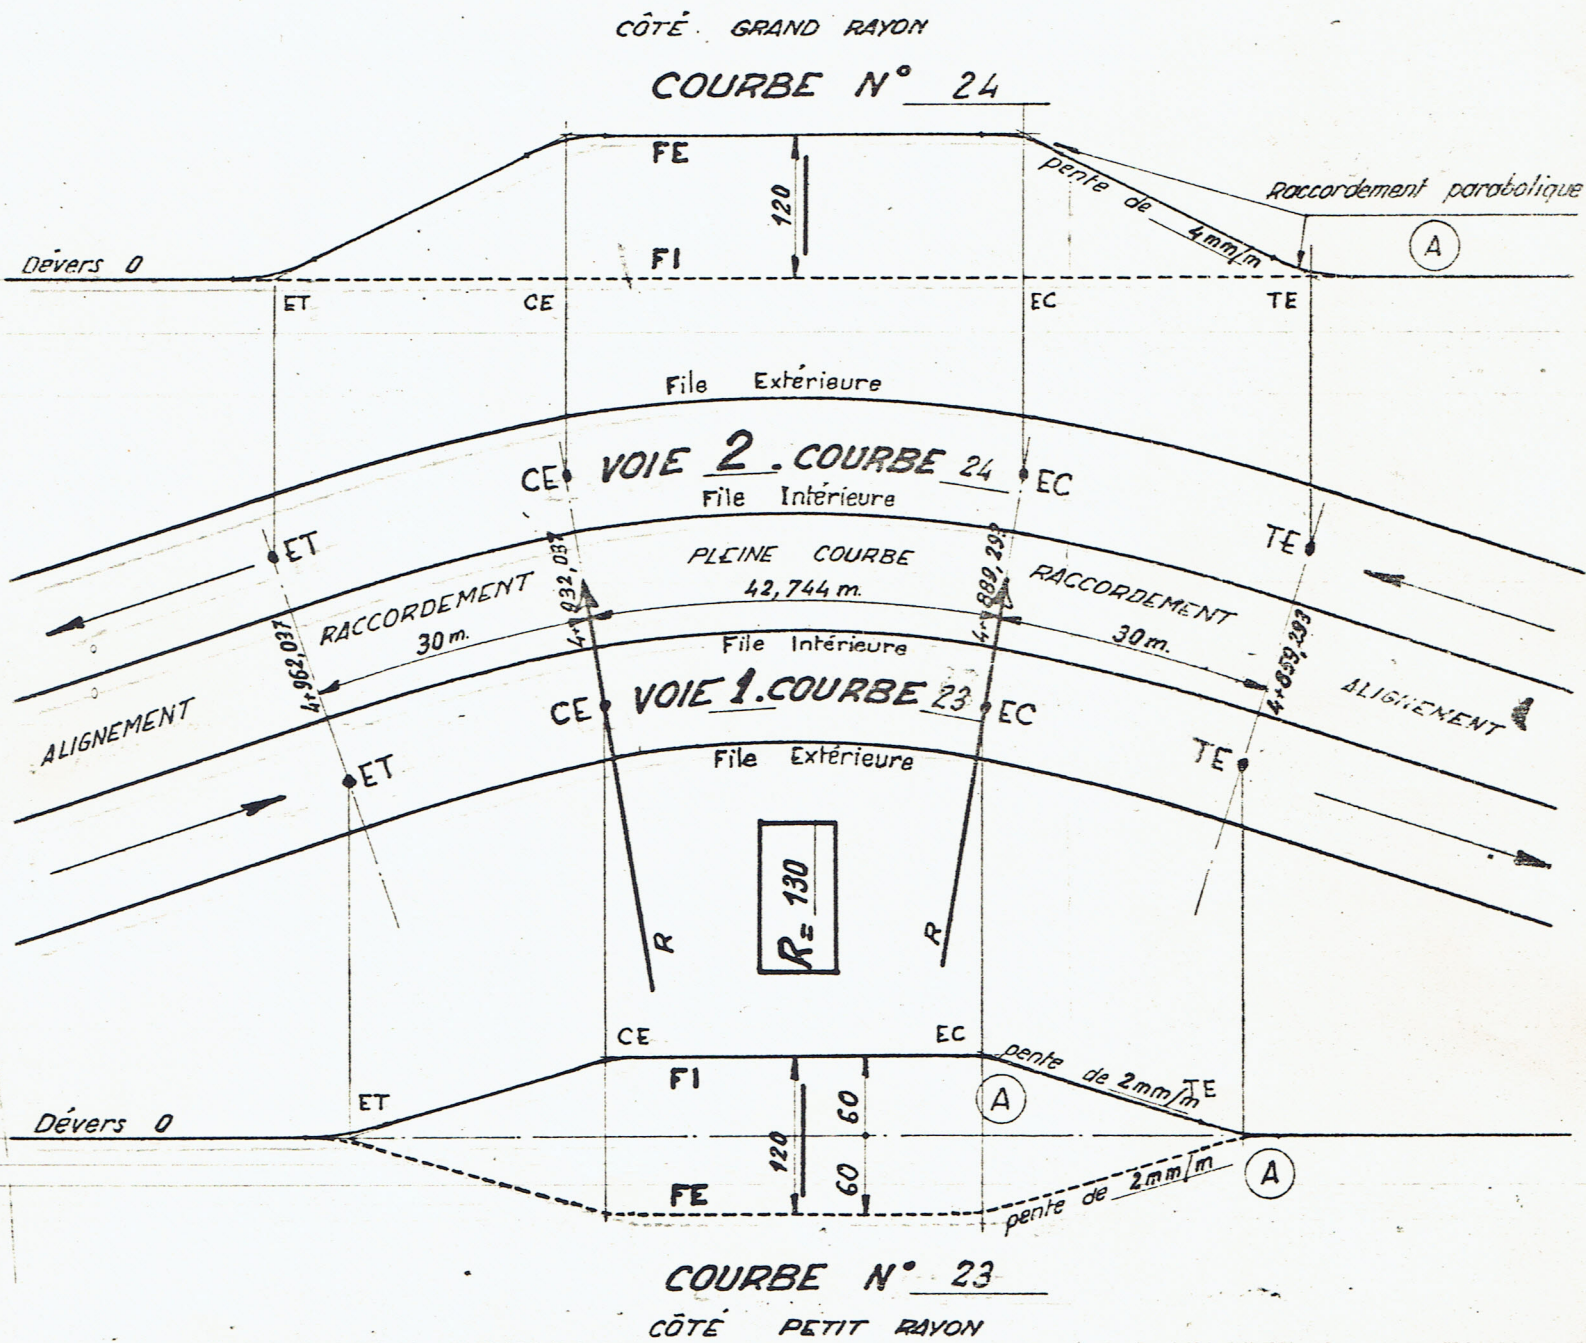 CÔTÉ. GRAND RAYON
COURBE N° 24
FE
120
pente de 4mm/m
Raccordement parabolique
A
Dévers 0
FI
ET
CE
EC
TE
File Extérieure
CE
VOIE 2. COURBE 24
EC
File Intérieure
ET
TE
PLEINE COURBE
42,744 m.
RACCORDEMENT
30 m.
RACCORDEMENT
30 m.
4+962,037
4+932,037
4+889,293
4+859,293
File Intérieure
ALIGNEMENT
ALIGNEMENT
CE
VOIE 1. COURBE 23
EC
File Extérieure
ET
TE
R= 130
R
R
CE
EC
pente de 2mm/m
TE
ET
FI
A
Dévers 0
120
60
60
FE
pente de 2mm/m
A
COURBE N° 23
CÔTÉ PETIT RAYON